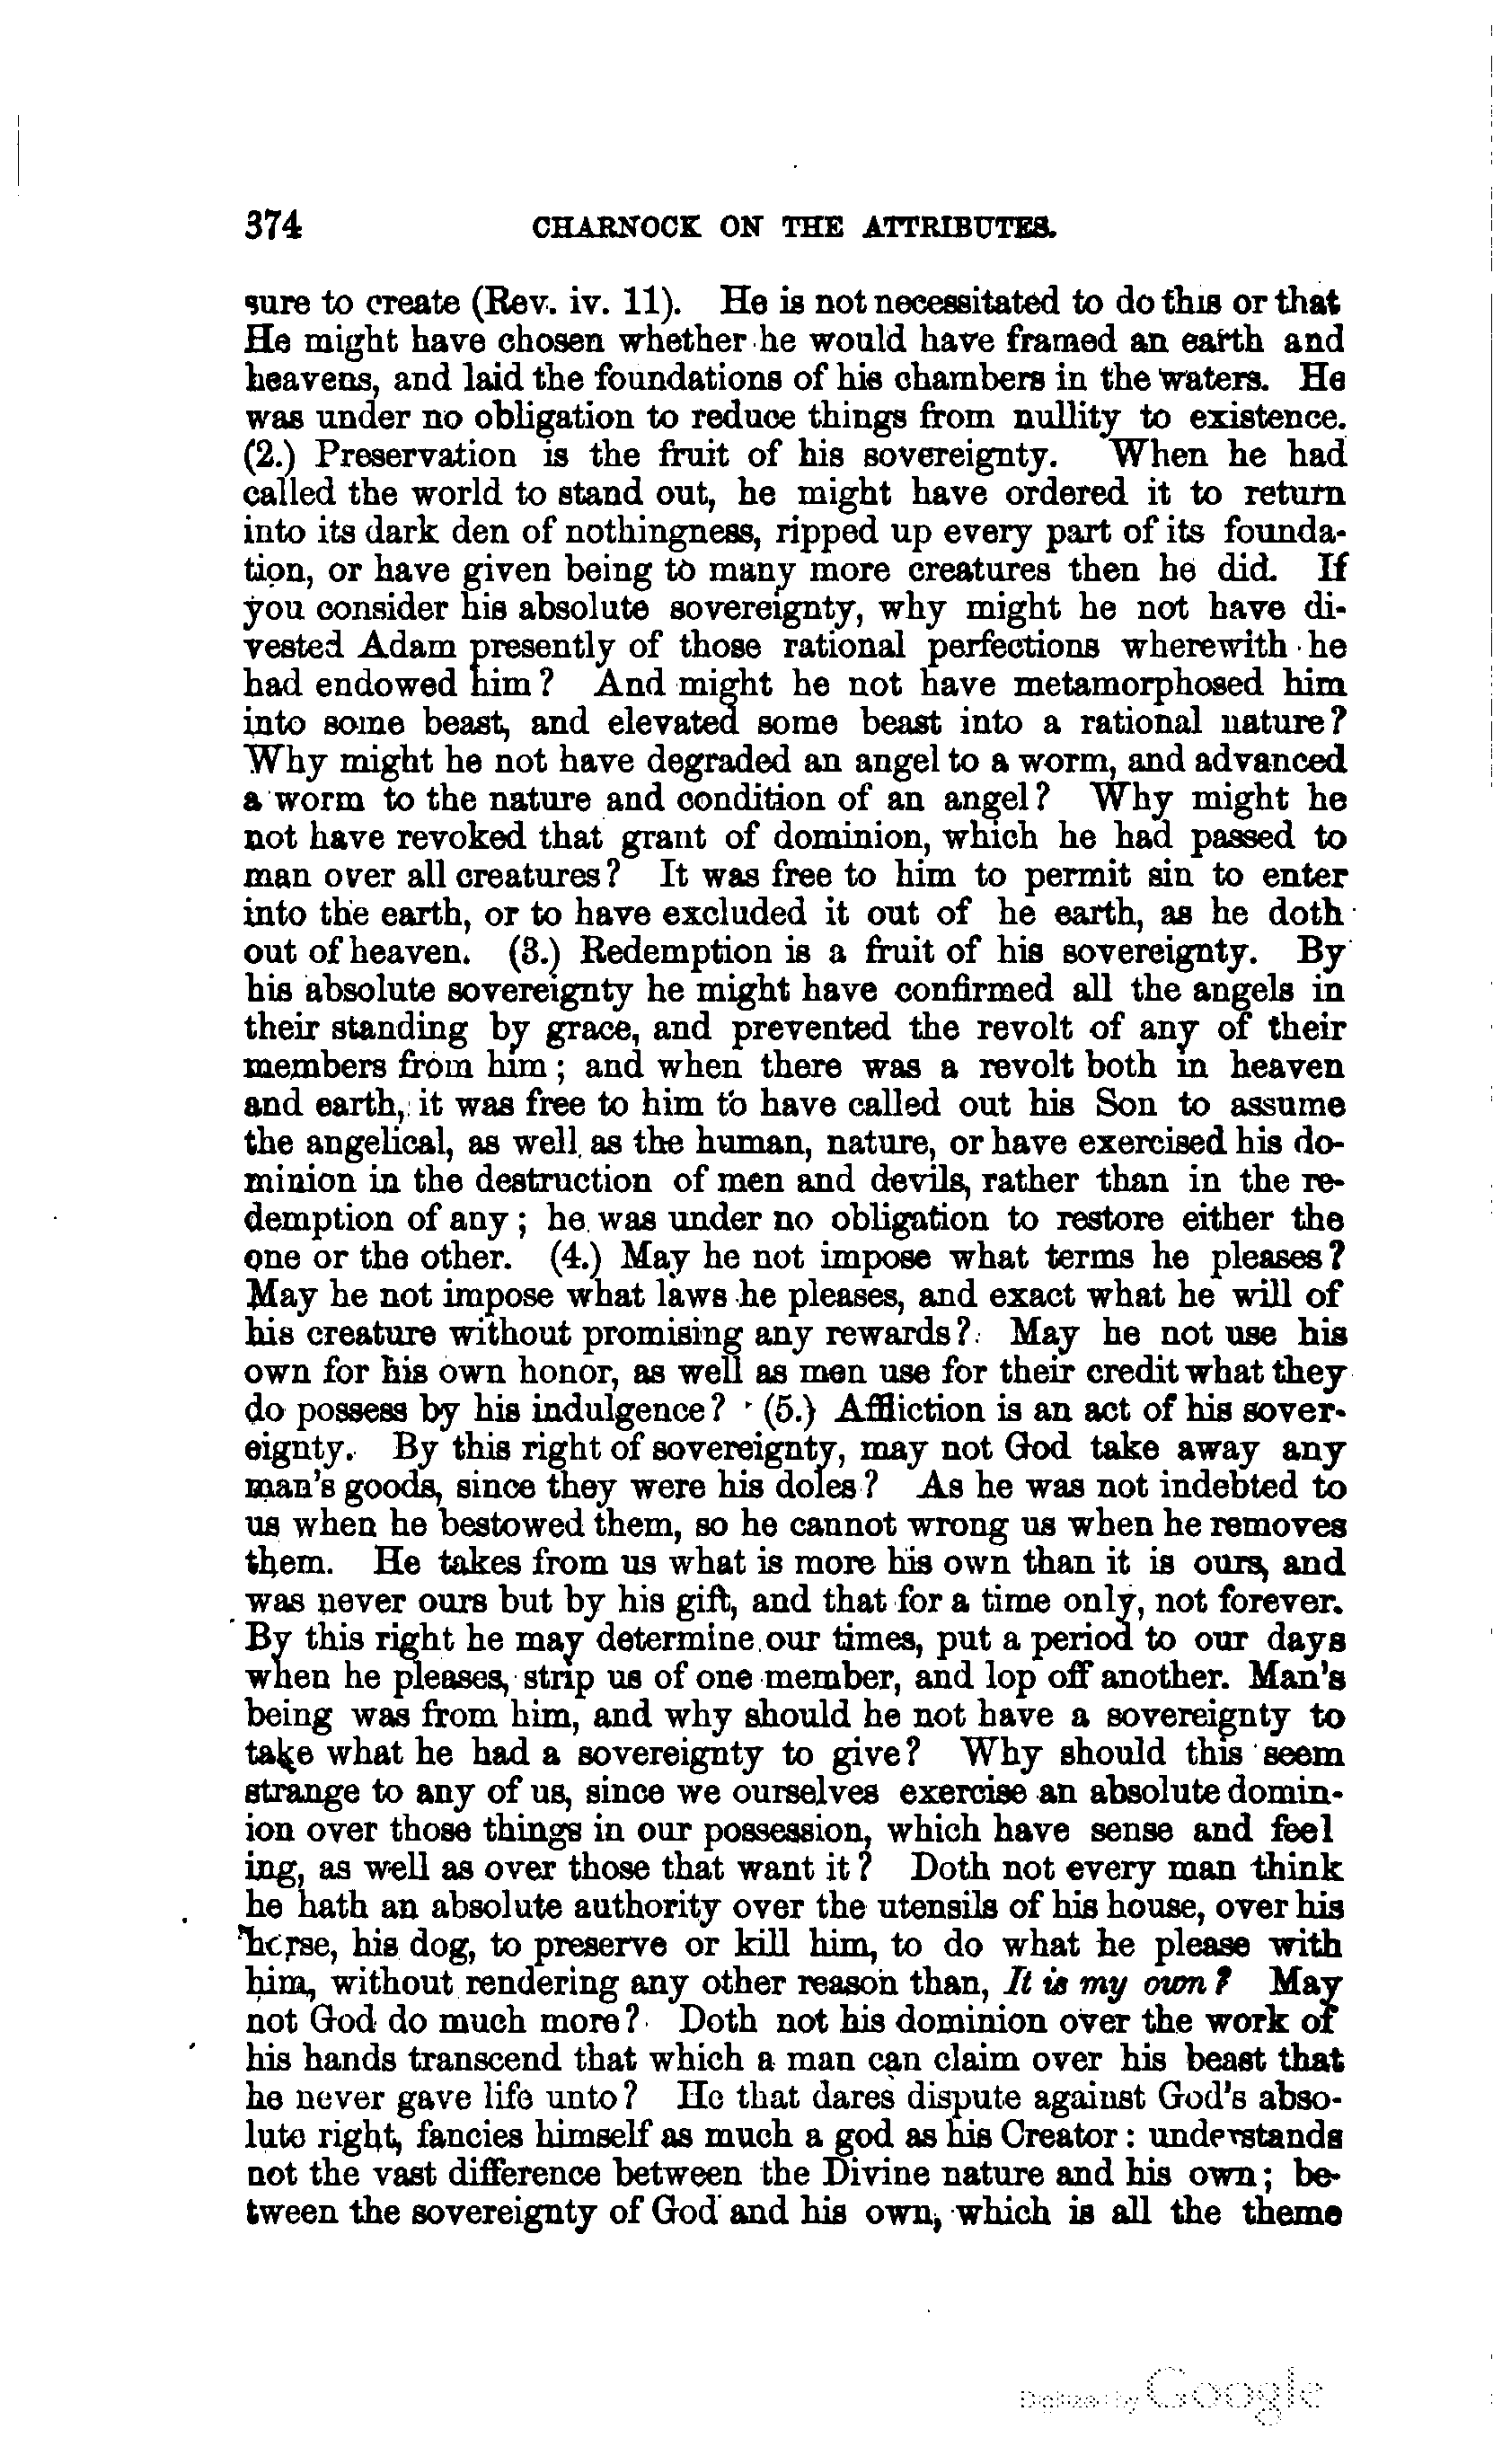 374 CHARNOCK ON THE ATTRIBUTES.
sure to create (Rev. iv. 11). He is not necessitated to do this or that
He might have chosen whether he would have framed an earth and
heavens, and laid the foundations of his chambers in the waters. He
was under no obligation to reduce things from nullity to existence.
(2.) Preservation is the fruit of his sovereignty. When he had
called the world to stand out, he might have ordered it to return
into its dark den of nothingness, ripped up every part of its founda-
tion, or have given being to many more creatures then he did. If
you consider his absolute sovereignty, why might he not have di-
vested Adam presently of those rational perfections wherewith he
had endowed him? And might he not have metamorphosed him
into some beast, and elevated some beast into a rational nature?
Why might he not have degraded an angel to a worm, and advanced
a worm to the nature and condition of an angel? Why might he
not have revoked that grant of dominion, which he had passed to
man over all creatures? It was free to him to permit sin to enter
into the earth, or to have excluded it out of he earth, as he doth
out of heaven. (3.) Redemption is a fruit of his sovereignty. By
his absolute sovereignty he might have confirmed all the angels in
their standing by grace, and prevented the revolt of any of their
members from him; and when there was a revolt both in heaven
and earth, it was free to him to have called out his Son to assume
the angelical, as well as the human, nature, or have exercised his do-
minion in the destruction of men and devils, rather than in the re-
demption of any; he was under no obligation to restore either the
one or the other. (4.) May he not impose what terms he pleases?
May he not impose what laws he pleases, and exact what he will of
his creature without promising any rewards? May he not use his
own for his own honor, as well as men use for their credit what they
do possess by his indulgence? (5.) Affliction is an act of his sover-
eignty. By this right of sovereignty, may not God take away any
man's goods, since they were his doles? As he was not indebted to
us when he bestowed them, so he cannot wrong us when he removes
them. He takes from us what is more his own than it is ours, and
was never ours but by his gift, and that for a time only, not forever.
By this right he may determine our times, put a period to our days
when he pleases, strip us of one member, and lop off another. Man's
being was from him, and why should he not have a sovereignty to
take what he had a sovereignty to give? Why should this seem
strange to any of us, since we ourselves exercise an absolute domin-
ion over those things in our possession, which have sense and feel
ing, as well as over those that want it? Doth not every man think
he hath an absolute authority over the utensils of his house, over his
horse, his dog, to preserve or kill him, to do what he please with
him, without rendering any other reason than, It is my own? May
not God do much more? Doth not his dominion over the work of
his hands transcend that which a man can claim over his beast that
he never gave life unto? He that dares dispute against God's abso-
lute right, fancies himself as much a god as his Creator: understands
not the vast difference between the Divine nature and his own; be-
tween the sovereignty of God and his own, which is all the theme
Digitized by Google